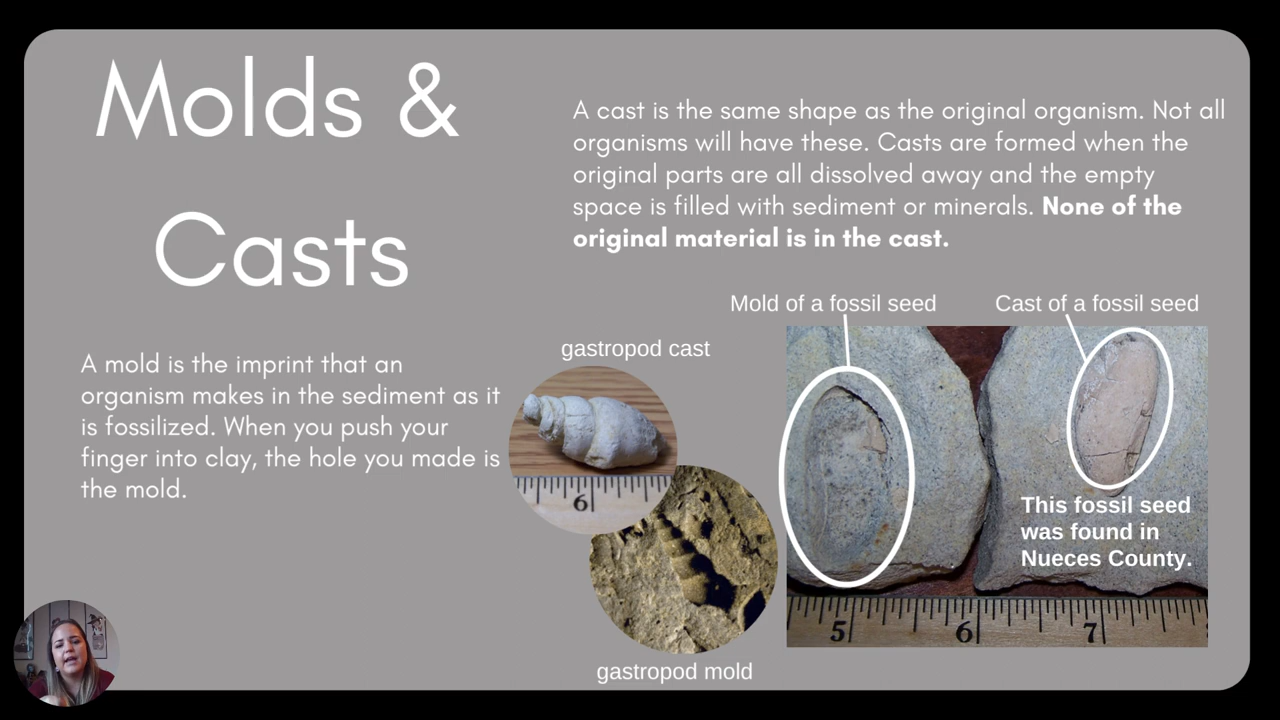 Molds &
Casts
A mold is the imprint that an
organism makes in the sediment as it
is fossilized. When you push your
finger into clay, the hole you made is
the mold.
A cast is the same shape as the original organism. Not all
organisms will have these. Casts are formed when the
original parts are all dissolved away and the empty
space is filled with sediment or minerals. None of the
original material is in the cast.
gastropod cast
6
gastropod mold
Mold of a fossil seed
Cast of a fossil seed
This fossil seed
was found in
Nueces County.
5 6 7